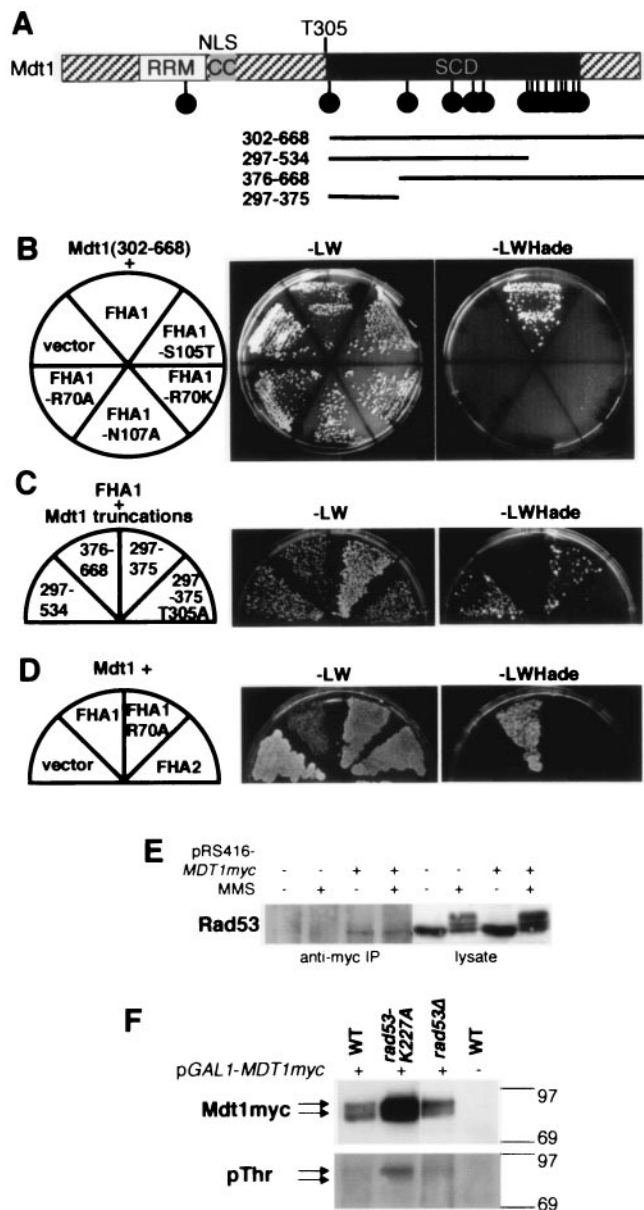 A
T305
NLS
Mdt1 RRM CC SCD
302-668
297-534
376-668
297-375
B
Mdt1(302-668)
+
-LW -LWHade
FHA1
vector
FHA1
-S105T
FHA1
-R70A
FHA1
-R70K
FHA1
-N107A
C
FHA1
+
Mdt1 truncations
-LW -LWHade
376-
668
297-
375
297-
534
297
-375
T305A
D
Mdt1 +
-LW -LWHade
FHA1
FHA1
R70A
vector
FHA2
E
pRS416-
MDT1myc - - + + - - + +
MMS - + - + - + - +
Rad53
anti-myc IP lysate
F
WT
rad53-
K227A
rad53Δ
WT
pGAL1-MDT1myc + + + -
Mdt1myc
97
69
pThr
97
69